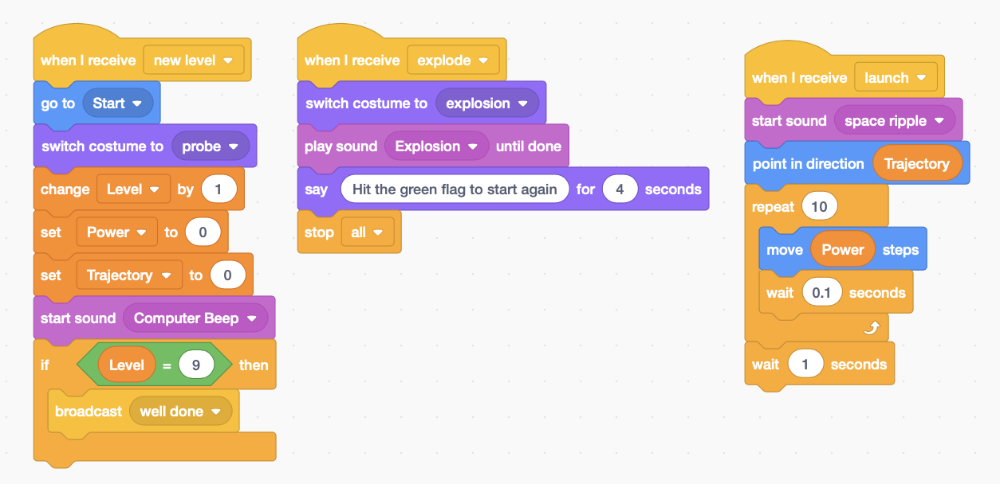 when I receive new level
go to Start
switch costume to probe
change Level by 1
set Power to 0
set Trajectory to 0
start sound Computer Beep
if Level = 9 then
broadcast well done
when I receive explode
switch costume to explosion
play sound Explosion until done
say Hit the green flag to start again for 4 seconds
stop all
when I receive launch
start sound space ripple
point in direction Trajectory
repeat 10
move Power steps
wait 0.1 seconds
wait 1 seconds